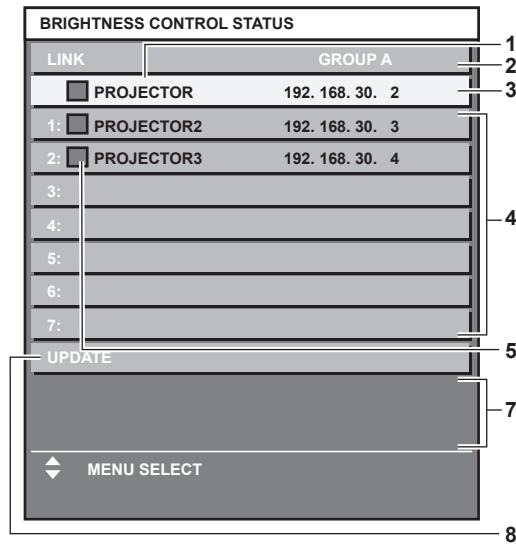 BRIGHTNESS CONTROL STATUS
1
LINK GROUP A
2
PROJECTOR 192. 168. 30. 2
3
1: PROJECTOR2 192. 168. 30. 3
2: PROJECTOR3 192. 168. 30. 4
3:
4:
4
5:
6:
7:
UPDATE
5
7
MENU SELECT
8